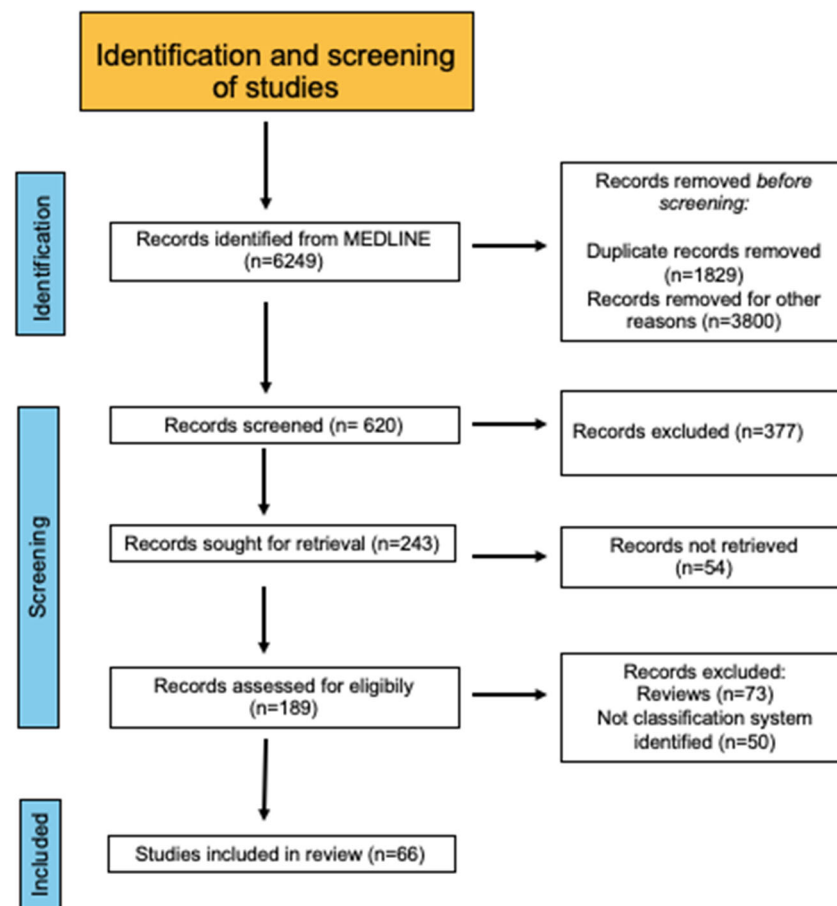 Identification and screening
of studies
Identification
Records identified from MEDLINE
(n=6249)
Records removed before
screening:
Duplicate records removed
(n=1829)
Records removed for other
reasons (n=3800)
Screening
Records screened (n= 620)
Records excluded (n=377)
Records sought for retrieval (n=243)
Records not retrieved
(n=54)
Records assessed for eligibily
(n=189)
Records excluded:
Reviews (n=73)
Not classification system
identified (n=50)
Included
Studies included in review (n=66)